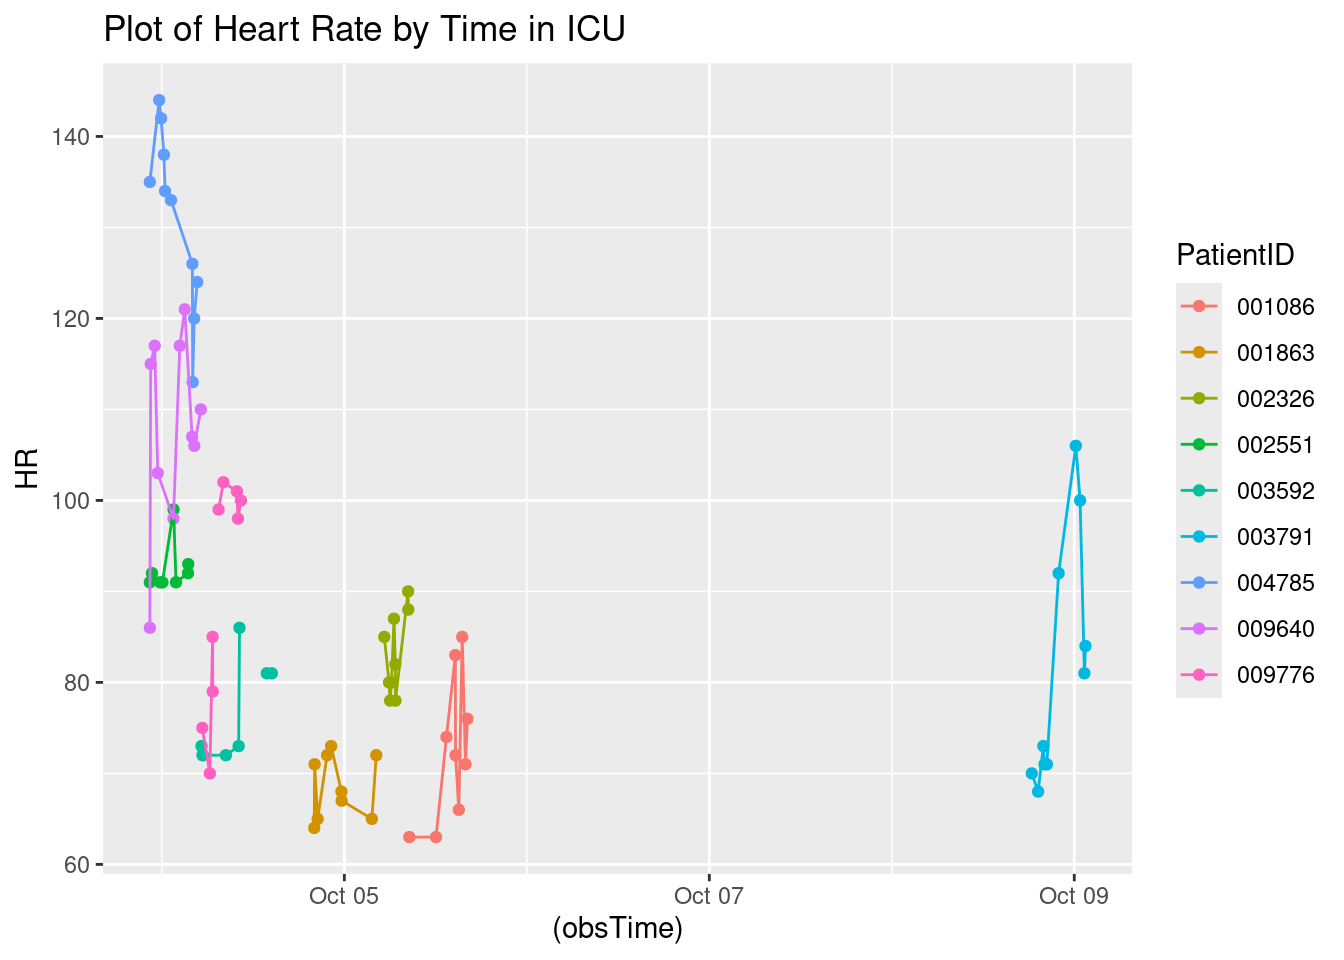 Plot of Heart Rate by Time in ICU
140
120
100
80
60
HR
Oct 05
Oct 07
Oct 09
(obsTime)
PatientID
001086
001863
002326
002551
003592
003791
004785
009640
009776